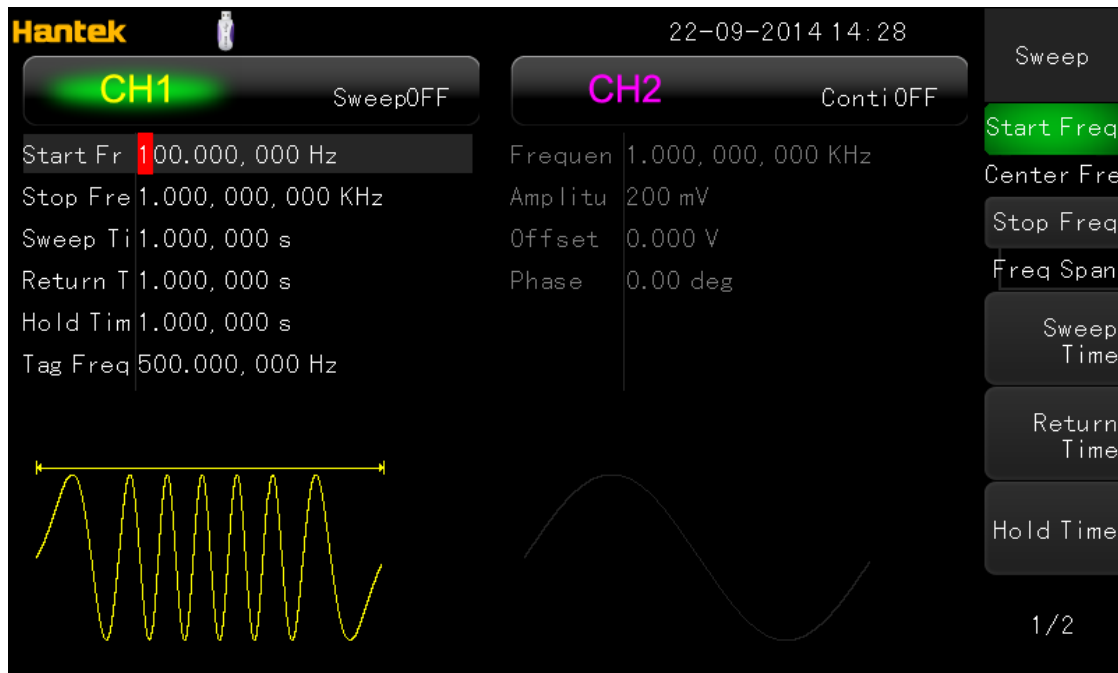 Hantek
22-09-2014 14:28
CH1 SweepOFF
CH2 Conti OFF
Start Fr 100.000, 000 Hz
Stop Fre 1.000, 000, 000 KHz
Sweep Ti 1.000, 000 s
Return T 1.000, 000 s
Hold Tim 1.000, 000 s
Tag Freq 500.000, 000 Hz
Frequen 1.000, 000, 000 KHz
Amplitu 200 mV
Offset 0.000 V
Phase 0.00 deg
Sweep
Start Freq
Center Fre
Stop Freq
Freq Span
Sweep
Time
Return
Time
Hold Time
1/2